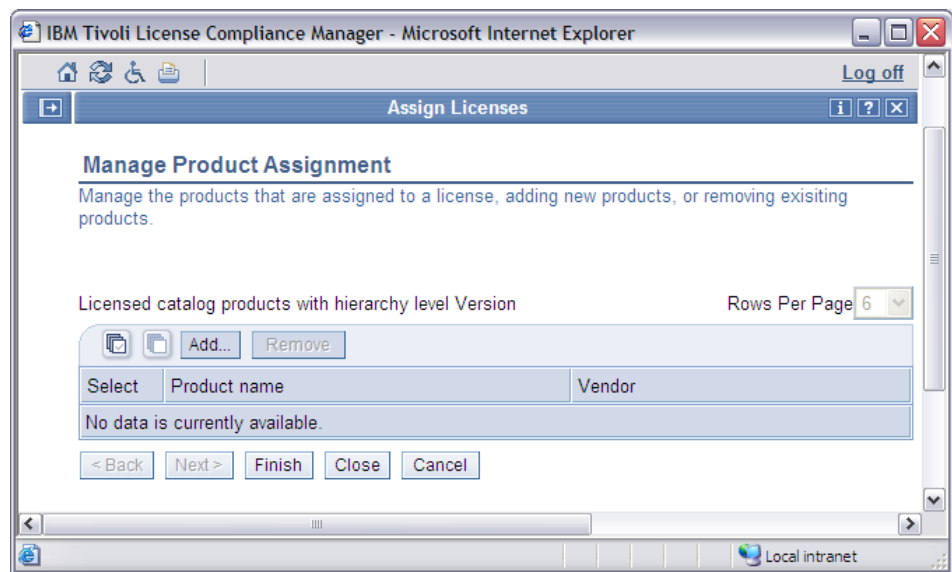 IBM Tivoli License Compliance Manager - Microsoft Internet Explorer
Log off
Assign Licenses
i ?
Manage Product Assignment
Manage the products that are assigned to a license, adding new products, or removing exisiting
products.
Licensed catalog products with hierarchy level Version
Rows Per Page 6
Add... Remove
Select Product name Vendor
No data is currently available.
< Back Next > Finish Close Cancel
Local intranet